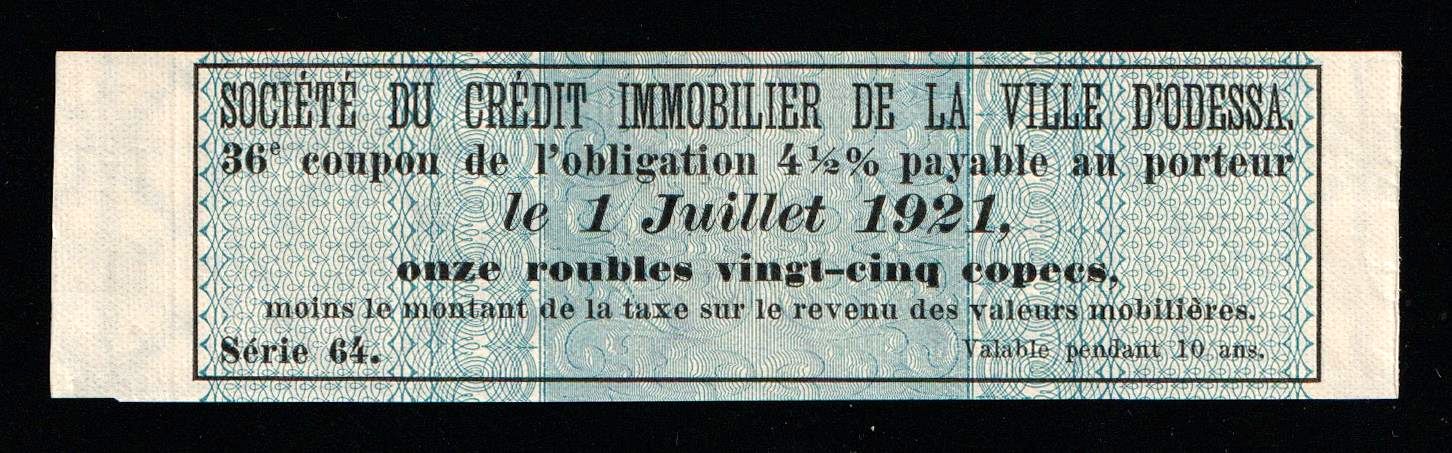 SOCIÉTÉ DU CRÉDIT IMMOBILIER DE LA VILLE D'ODESSA.
36e coupon de l'obligation 4½% payable au porteur
le 1 Juillet 1921,
onze roubles vingt-cinq copecs,
moins le montant de la taxe sur le revenu des valeurs mobilières.
Série 64. Valable pendant 10 ans.